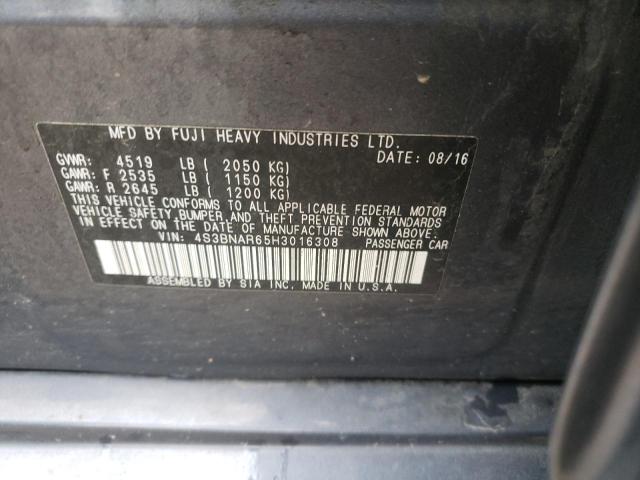 MFD BY FUJI HEAVY INDUSTRIES LTD.
DATE: 08/16
GVWR: 4519 LB ( 2050 KG)
GAWR: F 2535 LB ( 1150 KG)
GAWR: R 2645 LB ( 1200 KG)
THIS VEHICLE CONFORMS TO ALL APPLICABLE FEDERAL MOTOR
VEHICLE SAFETY, BUMPER, AND THEFT PREVENTION STANDARDS
IN EFFECT ON THE DATE OF MANUFACTURE SHOWN ABOVE.
VIN: 4S3BNAR65H3016308 PASSENGER CAR
ASSEMBLED BY SIA INC. MADE IN U.S.A.